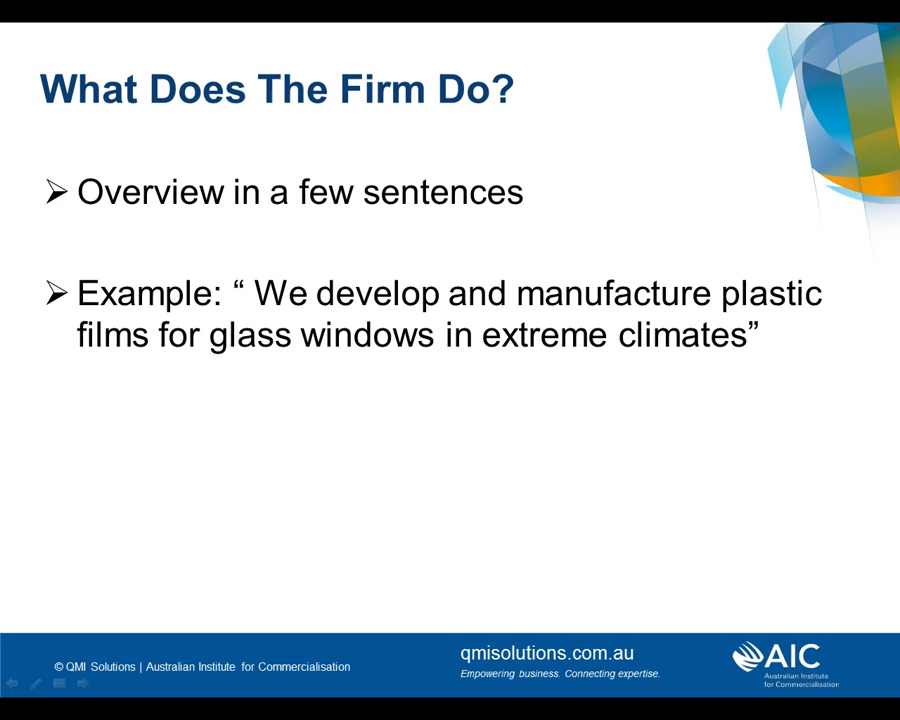 What Does The Firm Do?
Overview in a few sentences
Example: “ We develop and manufacture plastic
films for glass windows in extreme climates”
© QMI Solutions | Australian Institute for Commercialisation
qmisolutions.com.au
Empowering business. Connecting expertise.
AIC
Australian Institute
for Commercialisation